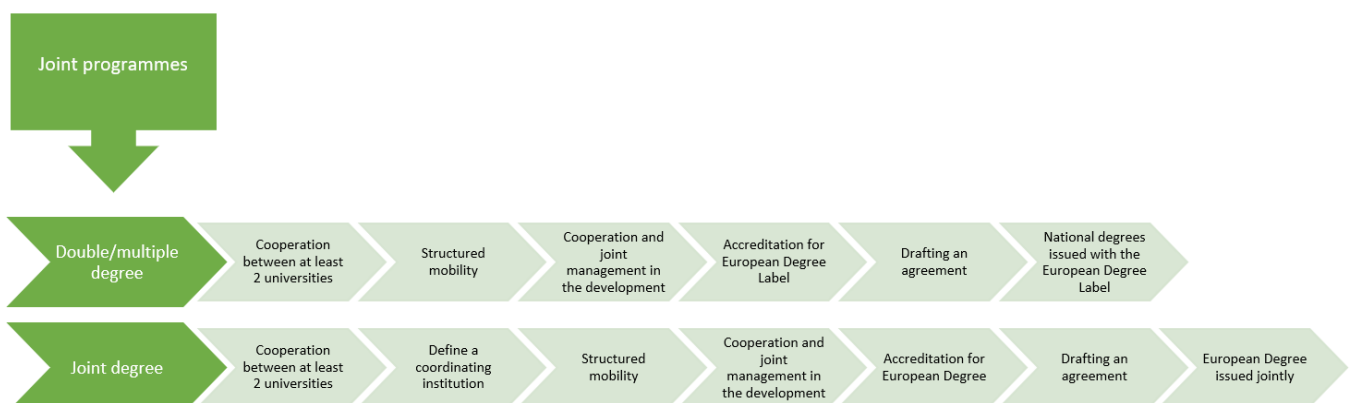 Joint programmes
Double/multiple
degree
Cooperation
between at least
2 universities
Structured
mobility
Cooperation and
joint
management in
the development
Accreditation for
European Degree
Label
Drafting an
agreement
National degrees
issued with the
European Degree
Label
Joint degree
Cooperation
between at least
2 universities
Define a
coordinating
institution
Structured
mobility
Cooperation and
joint
management in
the development
Accreditation for
European Degree
Drafting an
agreement
European Degree
issued jointly